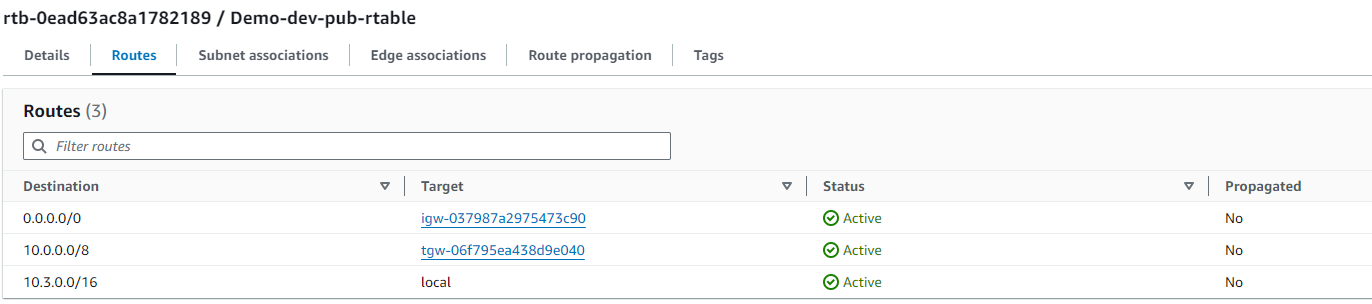 rtb-0ead63ac8a1782189 / Demo-dev-pub-rtable
Details Routes Subnet associations Edge associations Route propagation Tags
Routes (3)
Filter routes
Destination Target Status Propagated
0.0.0.0/0 igw-037987a2975473c90 Active No
10.0.0.0/8 tgw-06f795ea438d9e040 Active No
10.3.0.0/16 local Active No